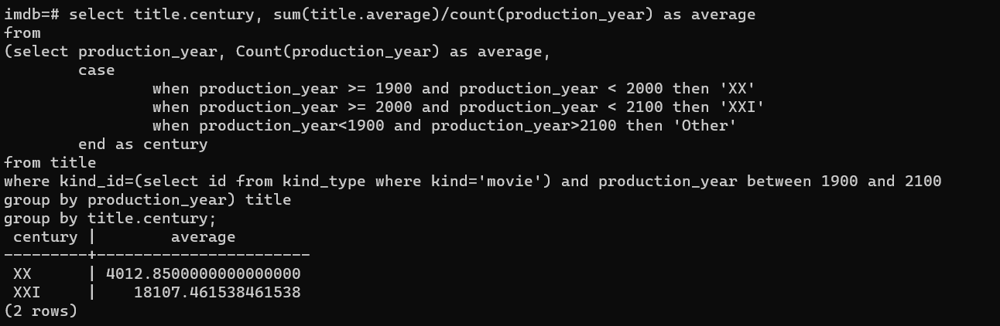 imdb=# select title.century, sum(title.average)/count(production_year) as average
from
(select production_year, Count(production_year) as average,
        case
                when production_year >= 1900 and production_year < 2000 then 'XX'
                when production_year >= 2000 and production_year < 2100 then 'XXI'
                when production_year<1900 and production_year>2100 then 'Other'
        end as century
from title
where kind_id=(select id from kind_type where kind='movie') and production_year between 1900 and 2100
group by production_year) title
group by title.century;
 century |        average
---------+-----------------------
 XX      | 4012.8500000000000000
 XXI     |    18107.461538461538
(2 rows)